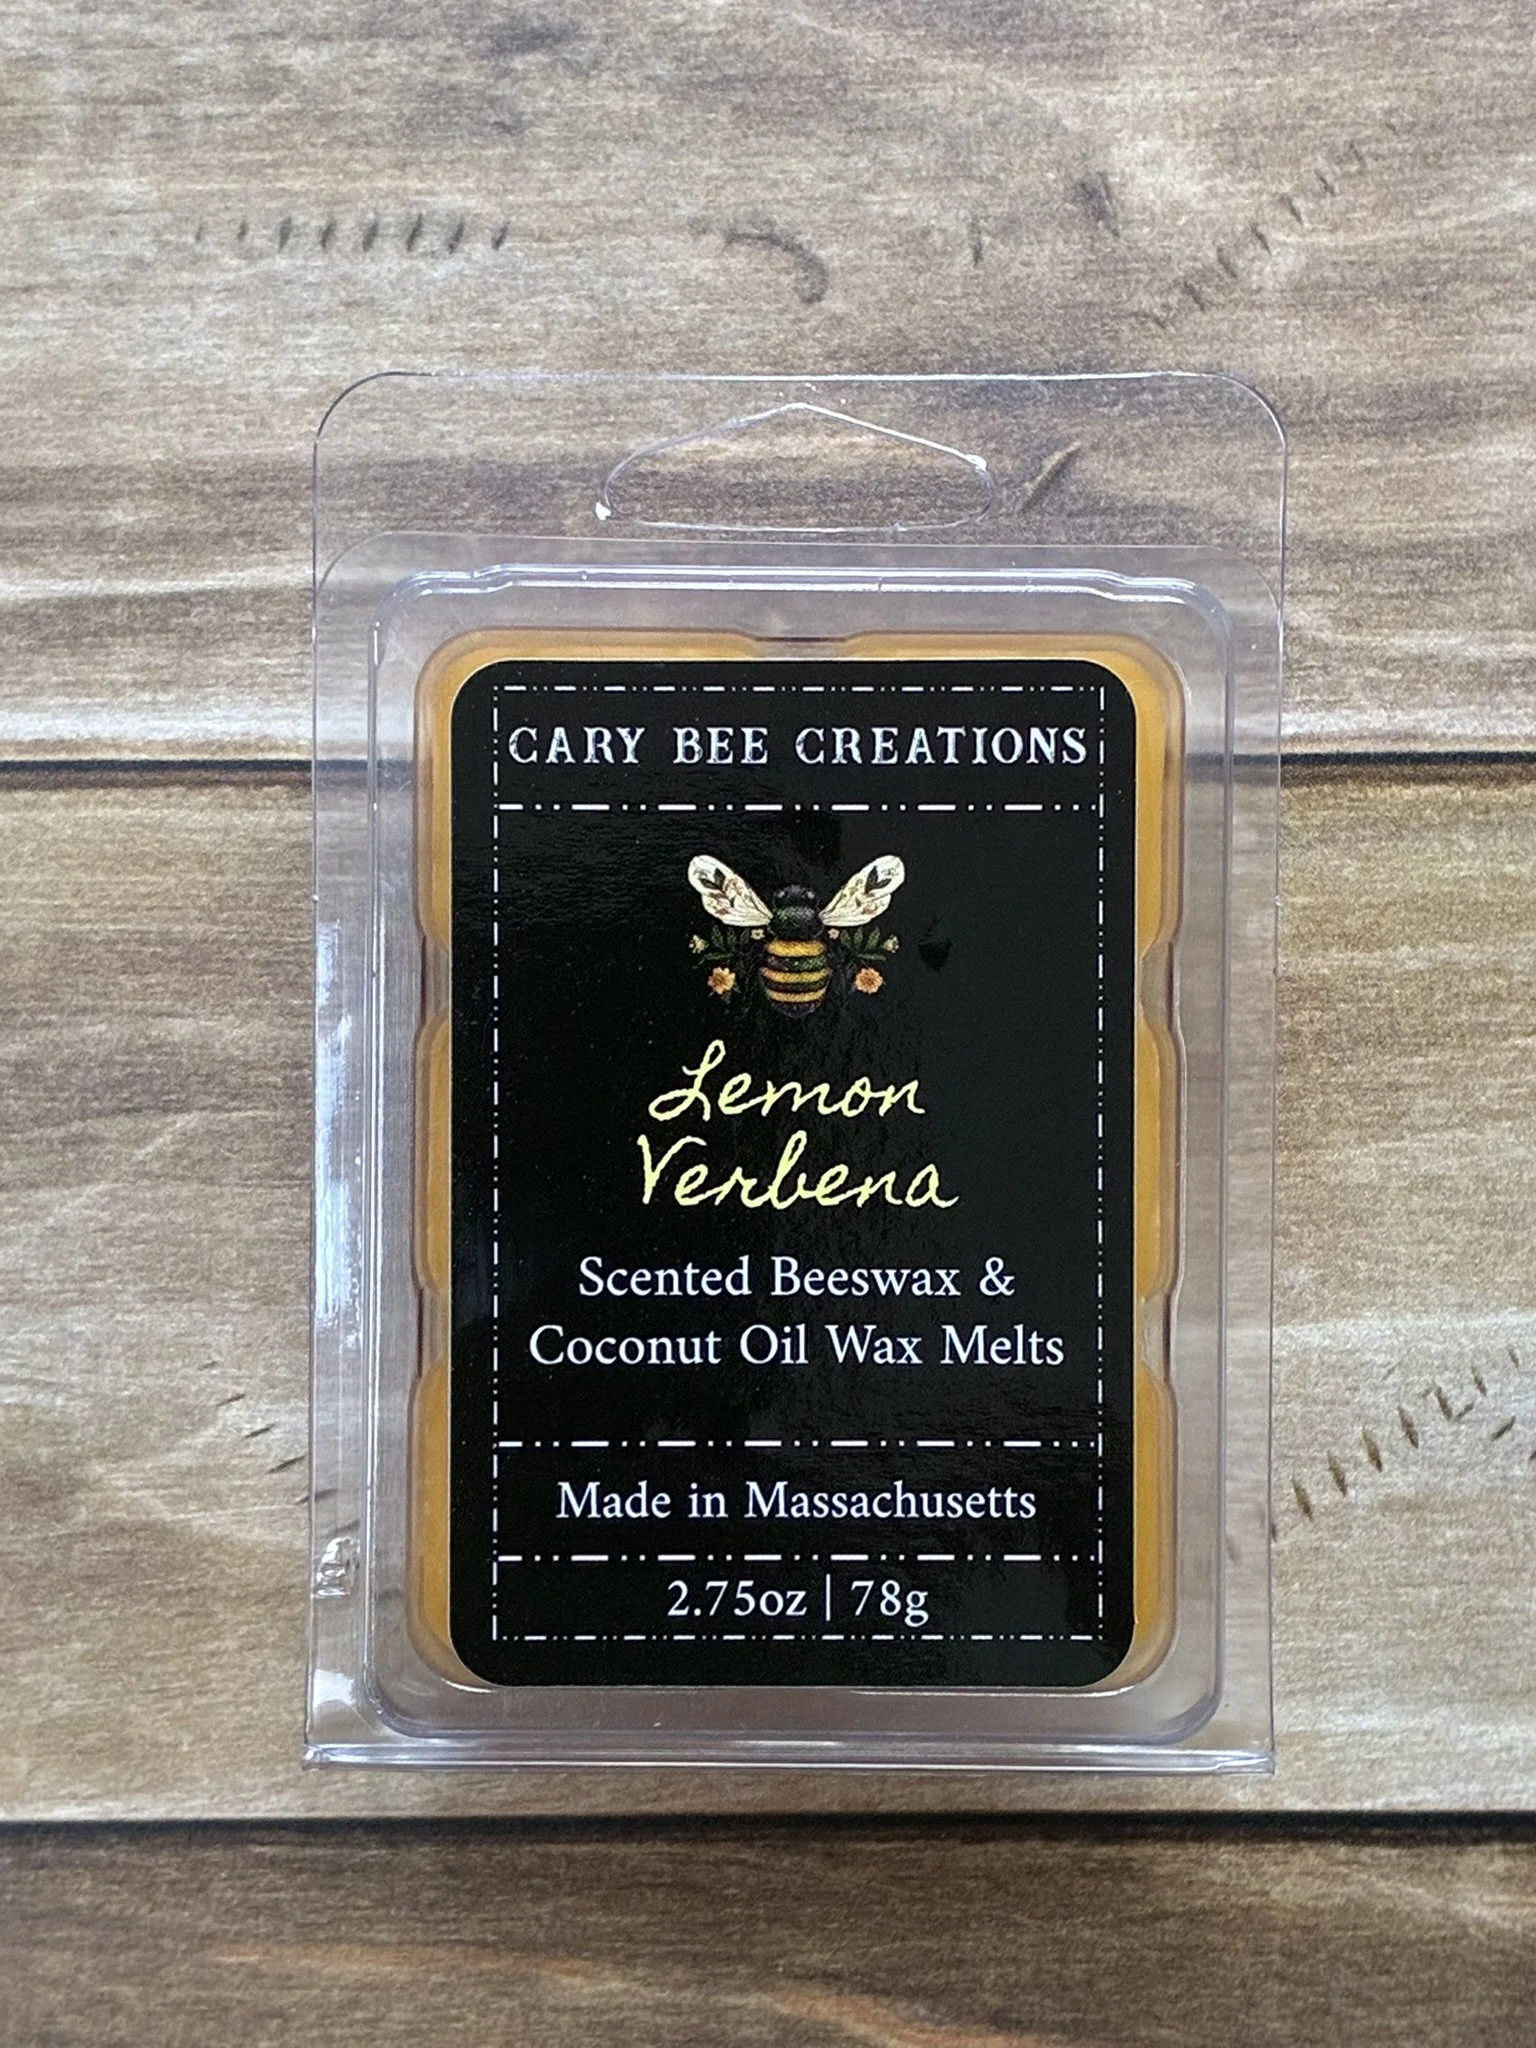 CARY BEE CREATIONS
Lemon
Verbena
Scented Beeswax &
Coconut Oil Wax Melts
Made in Massachusetts
2.75oz | 78g